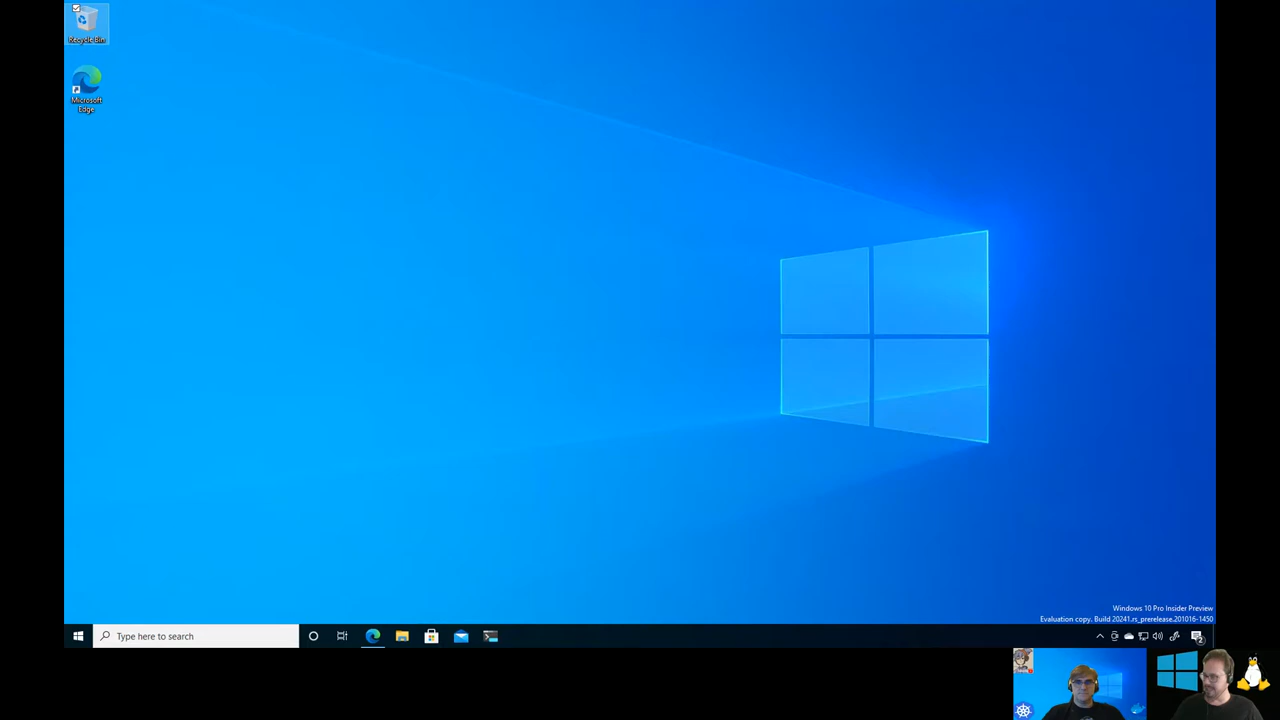 Recycle Bin
Microsoft
Edge
Windows 10 Pro Insider Preview
Evaluation copy. Build 20241.rs_prerelease.201016-1450
Type here to search
2